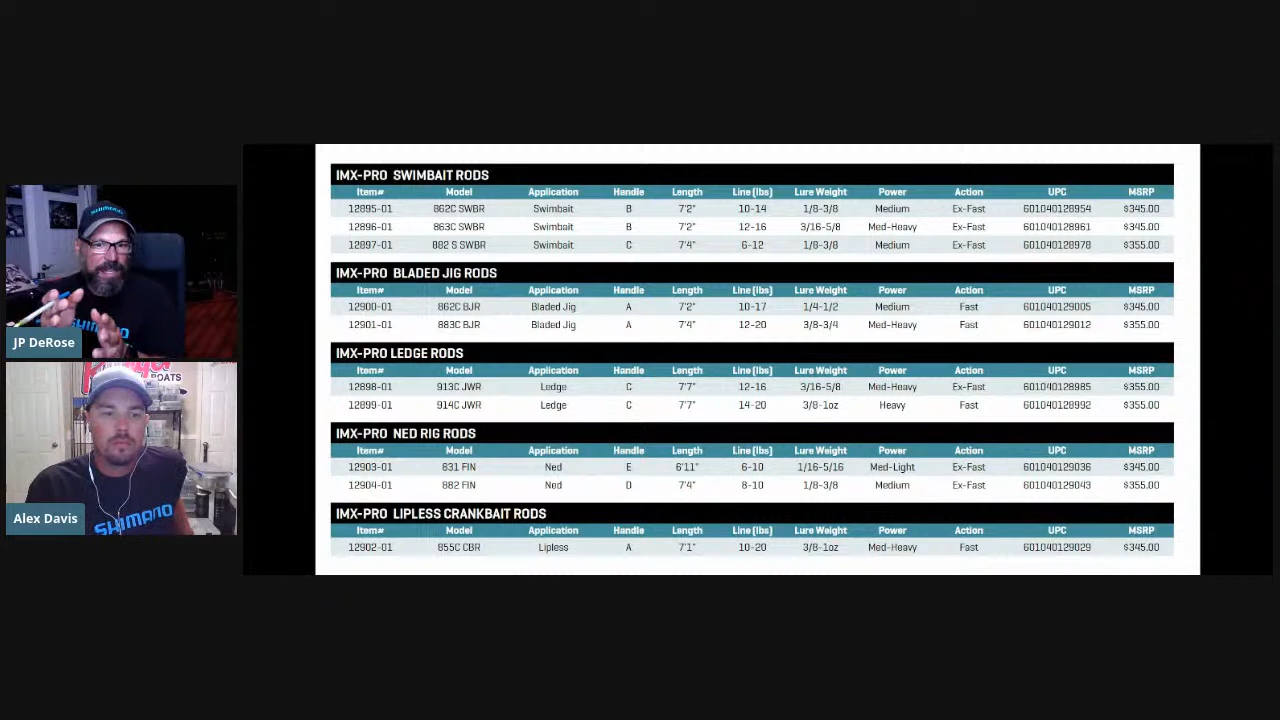 SHIMANO
SHIMANO
JP DeRose
BOATS
SHIMANO
Alex Davis
IMX-PRO SWIMBAIT RODS
Item# Model Application Handle Length Line (lbs) Lure Weight Power Action UPC MSRP
12895-01 862C SWBR Swimbait B 7'2" 10-14 1/8-3/8 Medium Ex-Fast 601040128954 $345.00
12896-01 863C SWBR Swimbait B 7'2" 12-16 3/16-5/8 Med-Heavy Ex-Fast 601040128961 $345.00
12897-01 882 S SWBR Swimbait C 7'4" 6-12 1/8-3/8 Medium Ex-Fast 601040128978 $355.00
IMX-PRO BLADED JIG RODS
Item# Model Application Handle Length Line (lbs) Lure Weight Power Action UPC MSRP
12900-01 862C BJR Bladed Jig A 7'2" 10-17 1/4-1/2 Medium Fast 601040129005 $345.00
12901-01 883C BJR Bladed Jig A 7'4" 12-20 3/8-3/4 Med-Heavy Fast 601040129012 $355.00
IMX-PRO LEDGE RODS
Item# Model Application Handle Length Line (lbs) Lure Weight Power Action UPC MSRP
12898-01 913C JWR Ledge C 7'7" 12-16 3/16-5/8 Med-Heavy Ex-Fast 601040128985 $355.00
12899-01 914C JWR Ledge C 7'7" 14-20 3/8-1oz Heavy Fast 601040128992 $355.00
IMX-PRO NED RIG RODS
Item# Model Application Handle Length Line (lbs) Lure Weight Power Action UPC MSRP
12903-01 831 FIN Ned E 6'11" 6-10 1/16-5/16 Med-Light Ex-Fast 601040129036 $345.00
12904-01 882 FIN Ned D 7'4" 8-10 1/8-3/8 Medium Ex-Fast 601040129043 $355.00
IMX-PRO LIPLESS CRANKBAIT RODS
Item# Model Application Handle Length Line (lbs) Lure Weight Power Action UPC MSRP
12902-01 855C CBR Lipless A 7'1" 10-20 3/8-1oz Med-Heavy Fast 601040129029 $345.00